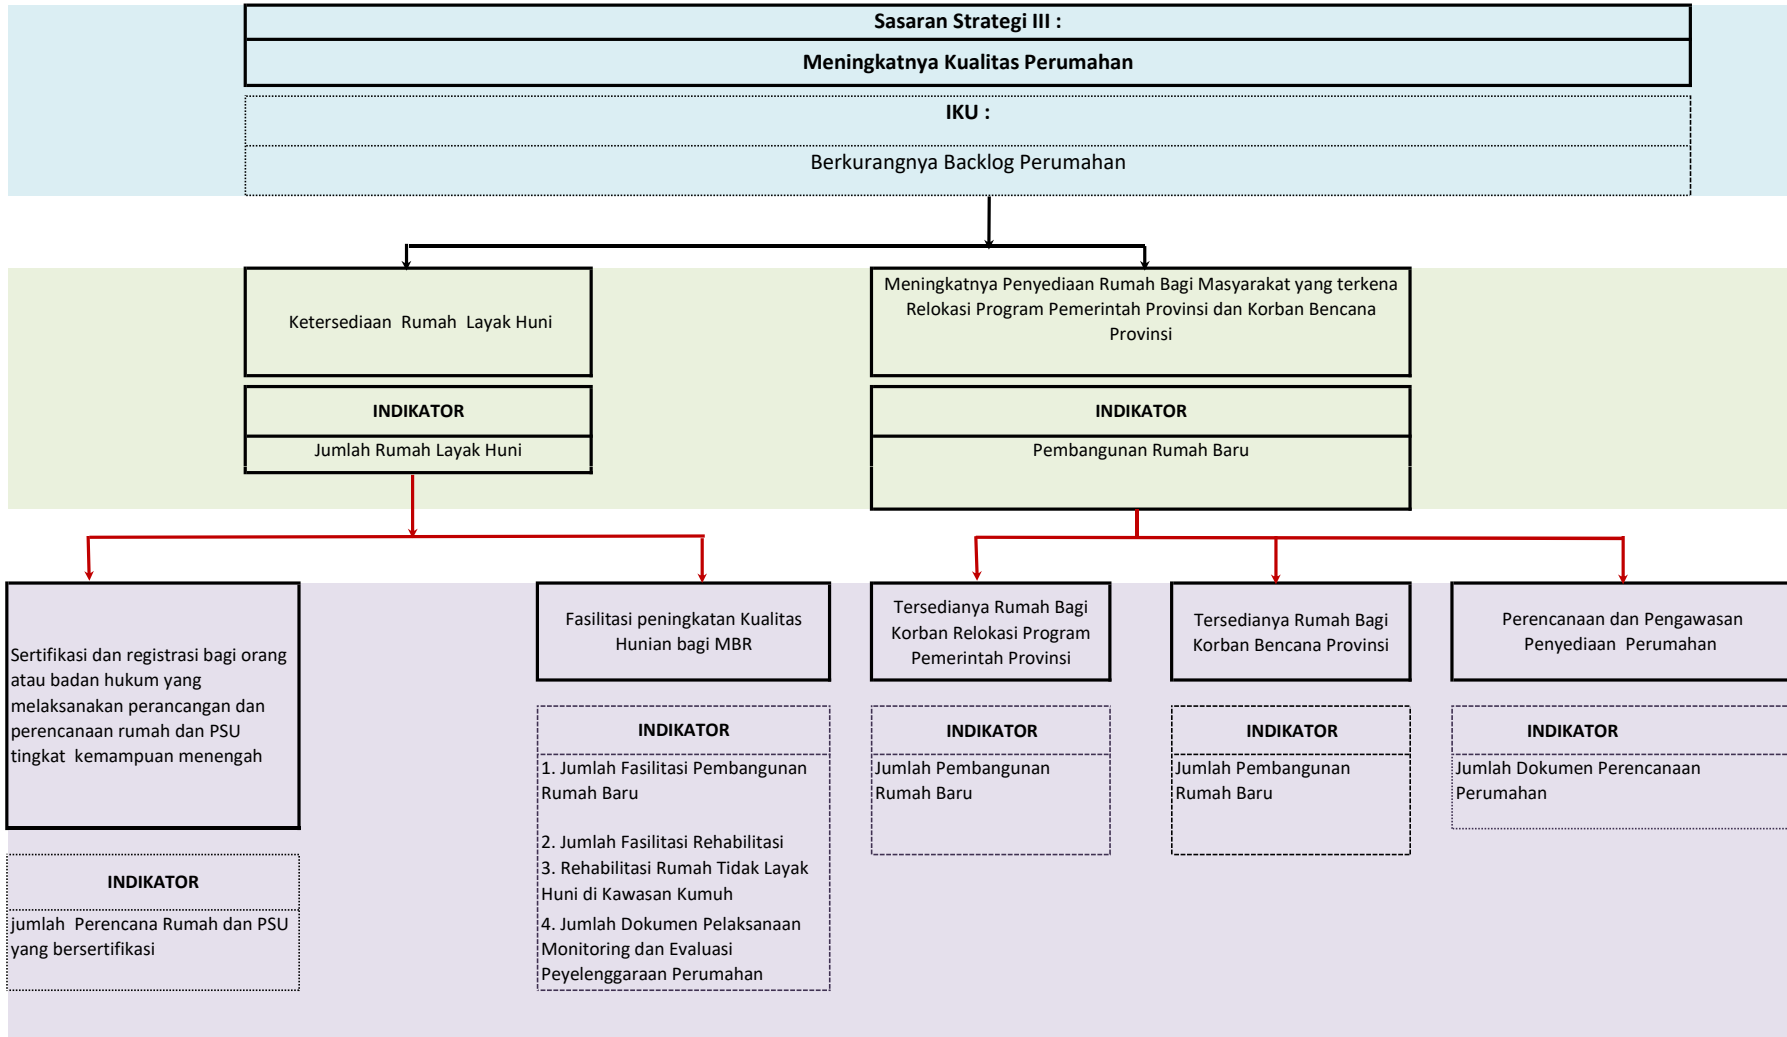 Sasaran Strategi III :
Meningkatnya Kualitas Perumahan
IKU :
Berkurangnya Backlog Perumahan
Ketersediaan Rumah Layak Huni
Meningkatnya Penyediaan Rumah Bagi Masyarakat yang terkena
Relokasi Program Pemerintah Provinsi dan Korban Bencana
Provinsi
INDIKATOR
Jumlah Rumah Layak Huni
INDIKATOR
Pembangunan Rumah Baru
Sertifikasi dan registrasi bagi orang
atau badan hukum yang
melaksanakan perancangan dan
perencanaan rumah dan PSU
tingkat kemampuan menengah
INDIKATOR
jumlah Perencana Rumah dan PSU
yang bersertifikasi
Fasilitasi peningkatan Kualitas
Hunian bagi MBR
INDIKATOR
1. Jumlah Fasilitasi Pembangunan
Rumah Baru
2. Jumlah Fasilitasi Rehabilitasi
3. Rehabilitasi Rumah Tidak Layak
Huni di Kawasan Kumuh
4. Jumlah Dokumen Pelaksanaan
Monitoring dan Evaluasi
Peyelenggaraan Perumahan
Tersedianya Rumah Bagi
Korban Relokasi Program
Pemerintah Provinsi
INDIKATOR
Jumlah Pembangunan
Rumah Baru
Tersedianya Rumah Bagi
Korban Bencana Provinsi
INDIKATOR
Jumlah Pembangunan
Rumah Baru
Perencanaan dan Pengawasan
Penyediaan Perumahan
INDIKATOR
Jumlah Dokumen Perencanaan
Perumahan